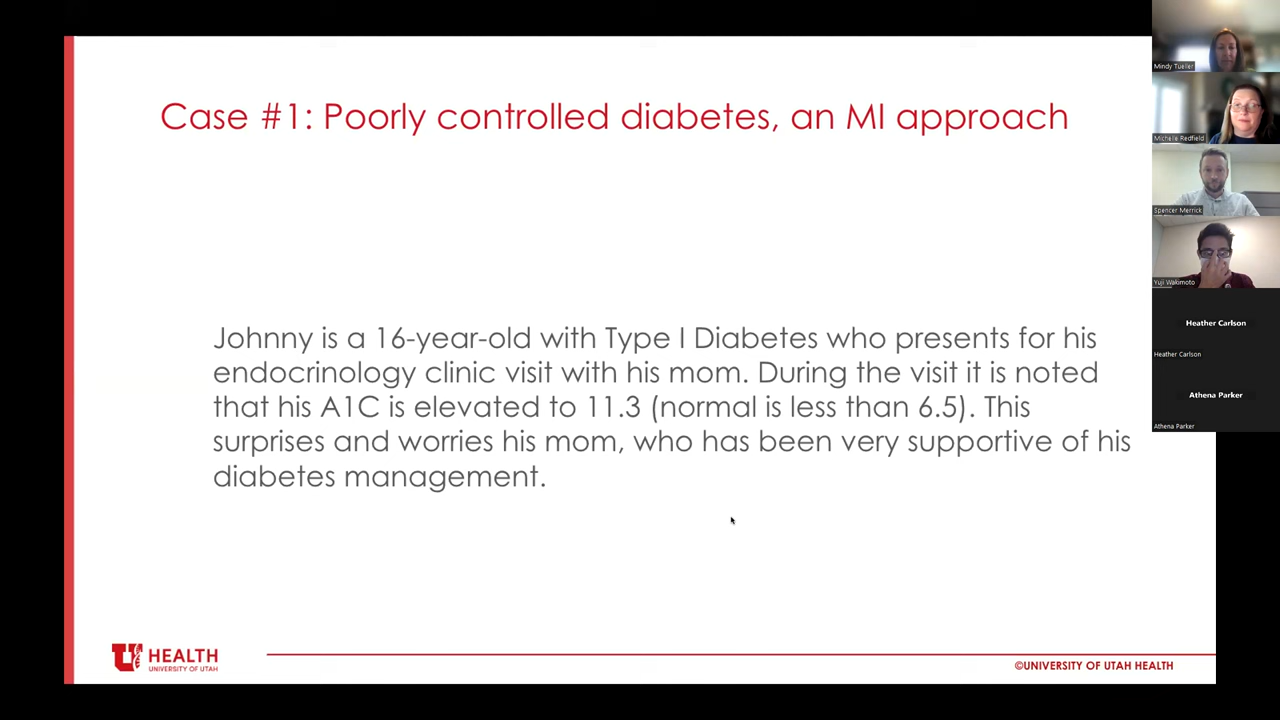 Case #1: Poorly controlled diabetes, an MI approach
Johnny is a 16-year-old with Type I Diabetes who presents for his
endocrinology clinic visit with his mom. During the visit it is noted
that his A1C is elevated to 11.3 (normal is less than 6.5). This
surprises and worries his mom, who has been very supportive of his
diabetes management.
U HEALTH
UNIVERSITY OF UTAH
©UNIVERSITY OF UTAH HEALTH
Mindy Tueller
Michelle Redfield
Spencer Merrick
Yuji Wakimoto
Heather Carlson
Heather Carlson
Athena Parker
Athena Parker